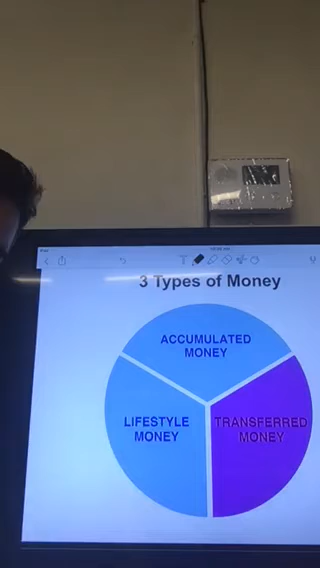 3 Types of Money
ACCUMULATED
MONEY
LIFESTYLE
MONEY
TRANSFERRED
MONEY